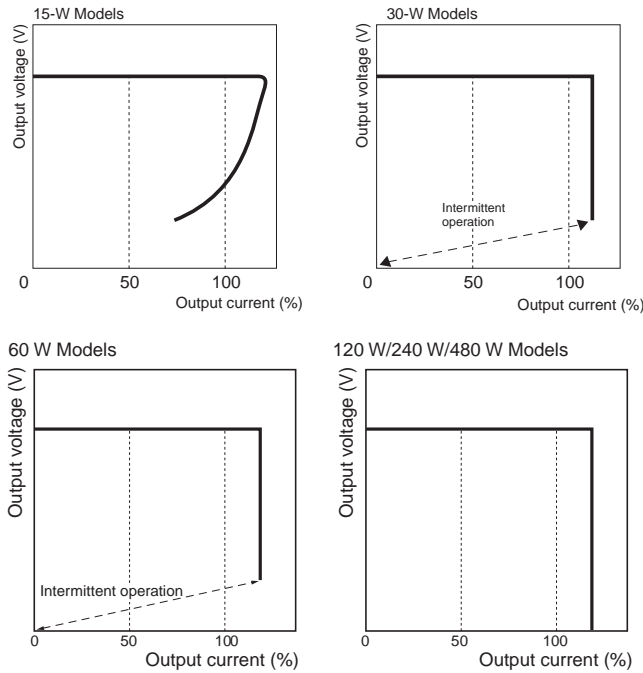 15-W Models
Output voltage (V)
0
50
100
Output current (%)
30-W Models
Output voltage (V)
Intermittent
operation
0
50
100
Output current (%)
60 W Models
Output voltage (V)
Intermittent operation
0
50
100
Output current (%)
120 W/240 W/480 W Models
Output voltage (V)
0
50
100
Output current (%)